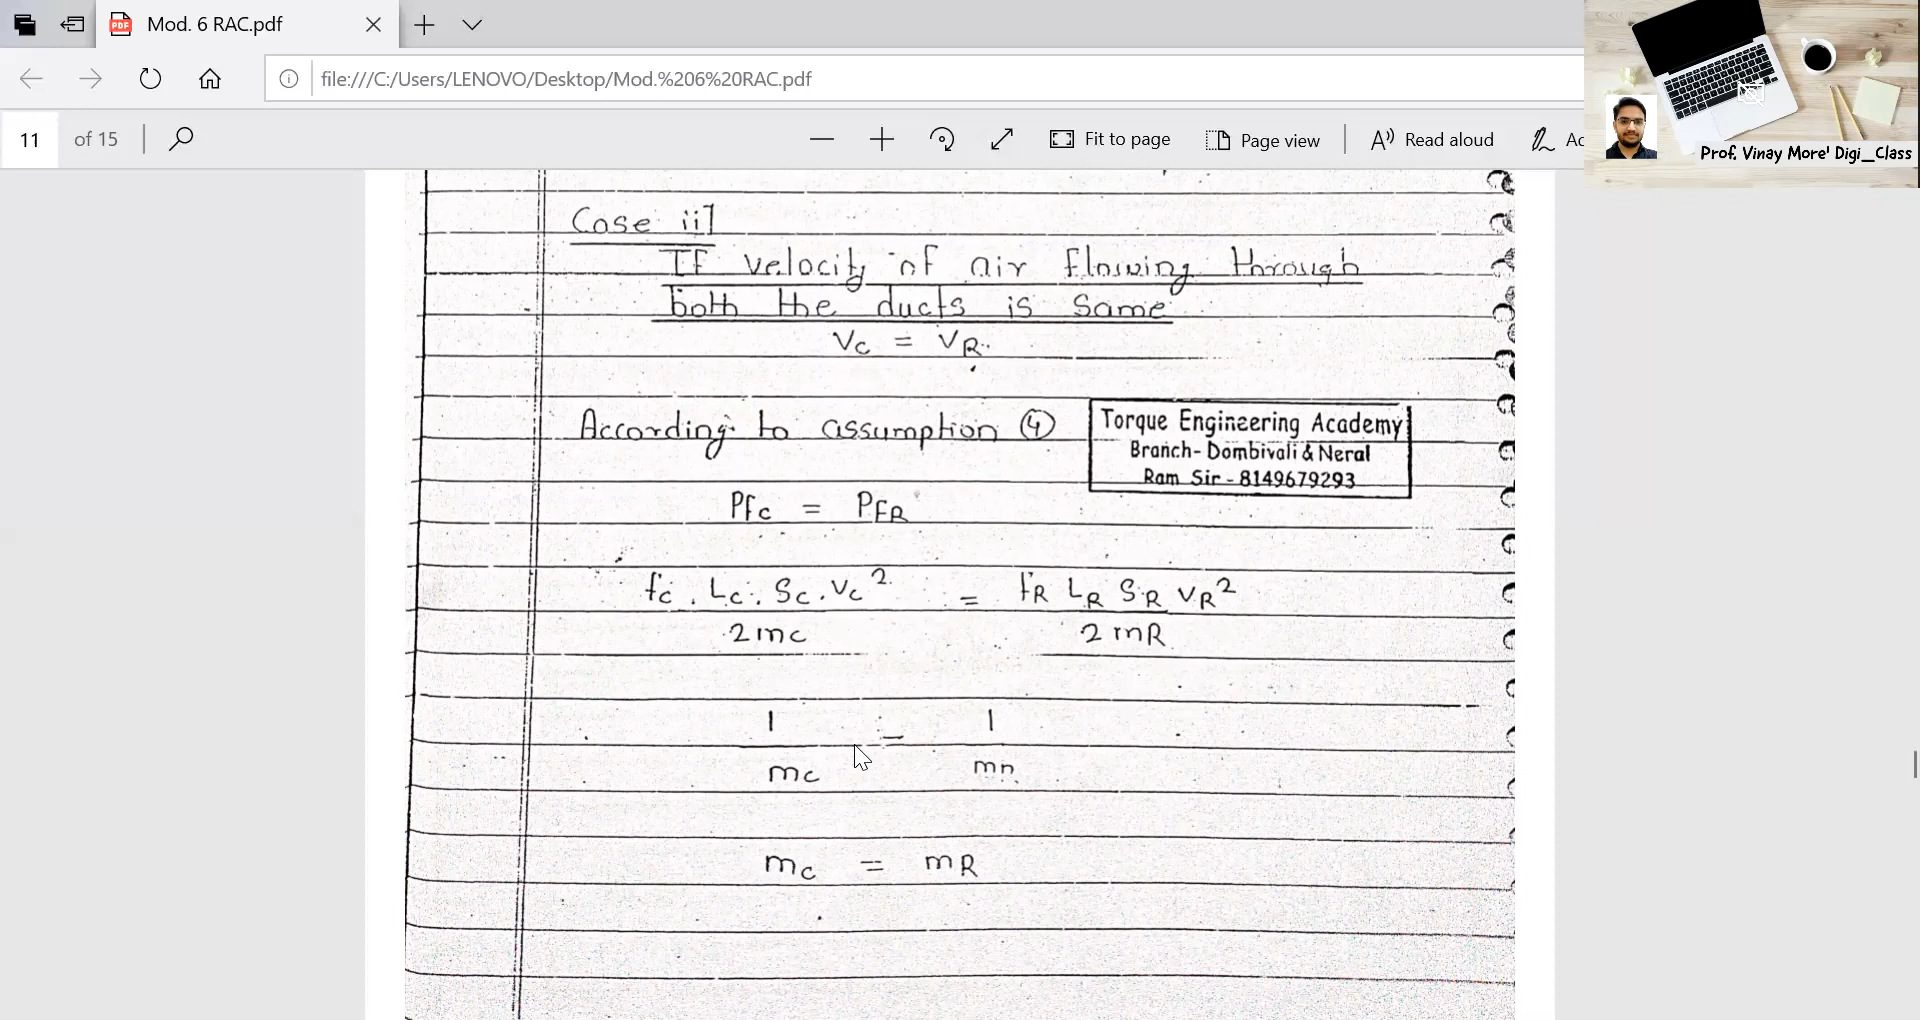 Mod. 6 RAC.pdf
file:///C:/Users/LENOVO/Desktop/Mod.%206%20RAC.pdf
11 of 15
Fit to page
Page view
Read aloud
Prof. Vinay More' Digi_Class
Case ii]
If velocity of air flowing through
both the ducts is same
Vc = VR
According to assumption ④
Torque Engineering Academy
Branch- Dombivali & Neral
Ram Sir - 8149679293
PFc = PFR
fc . Lc . Sc . Vc² = fR LR SR VR²
2mc 2mR
1 = 1
mc mR
mc = mR